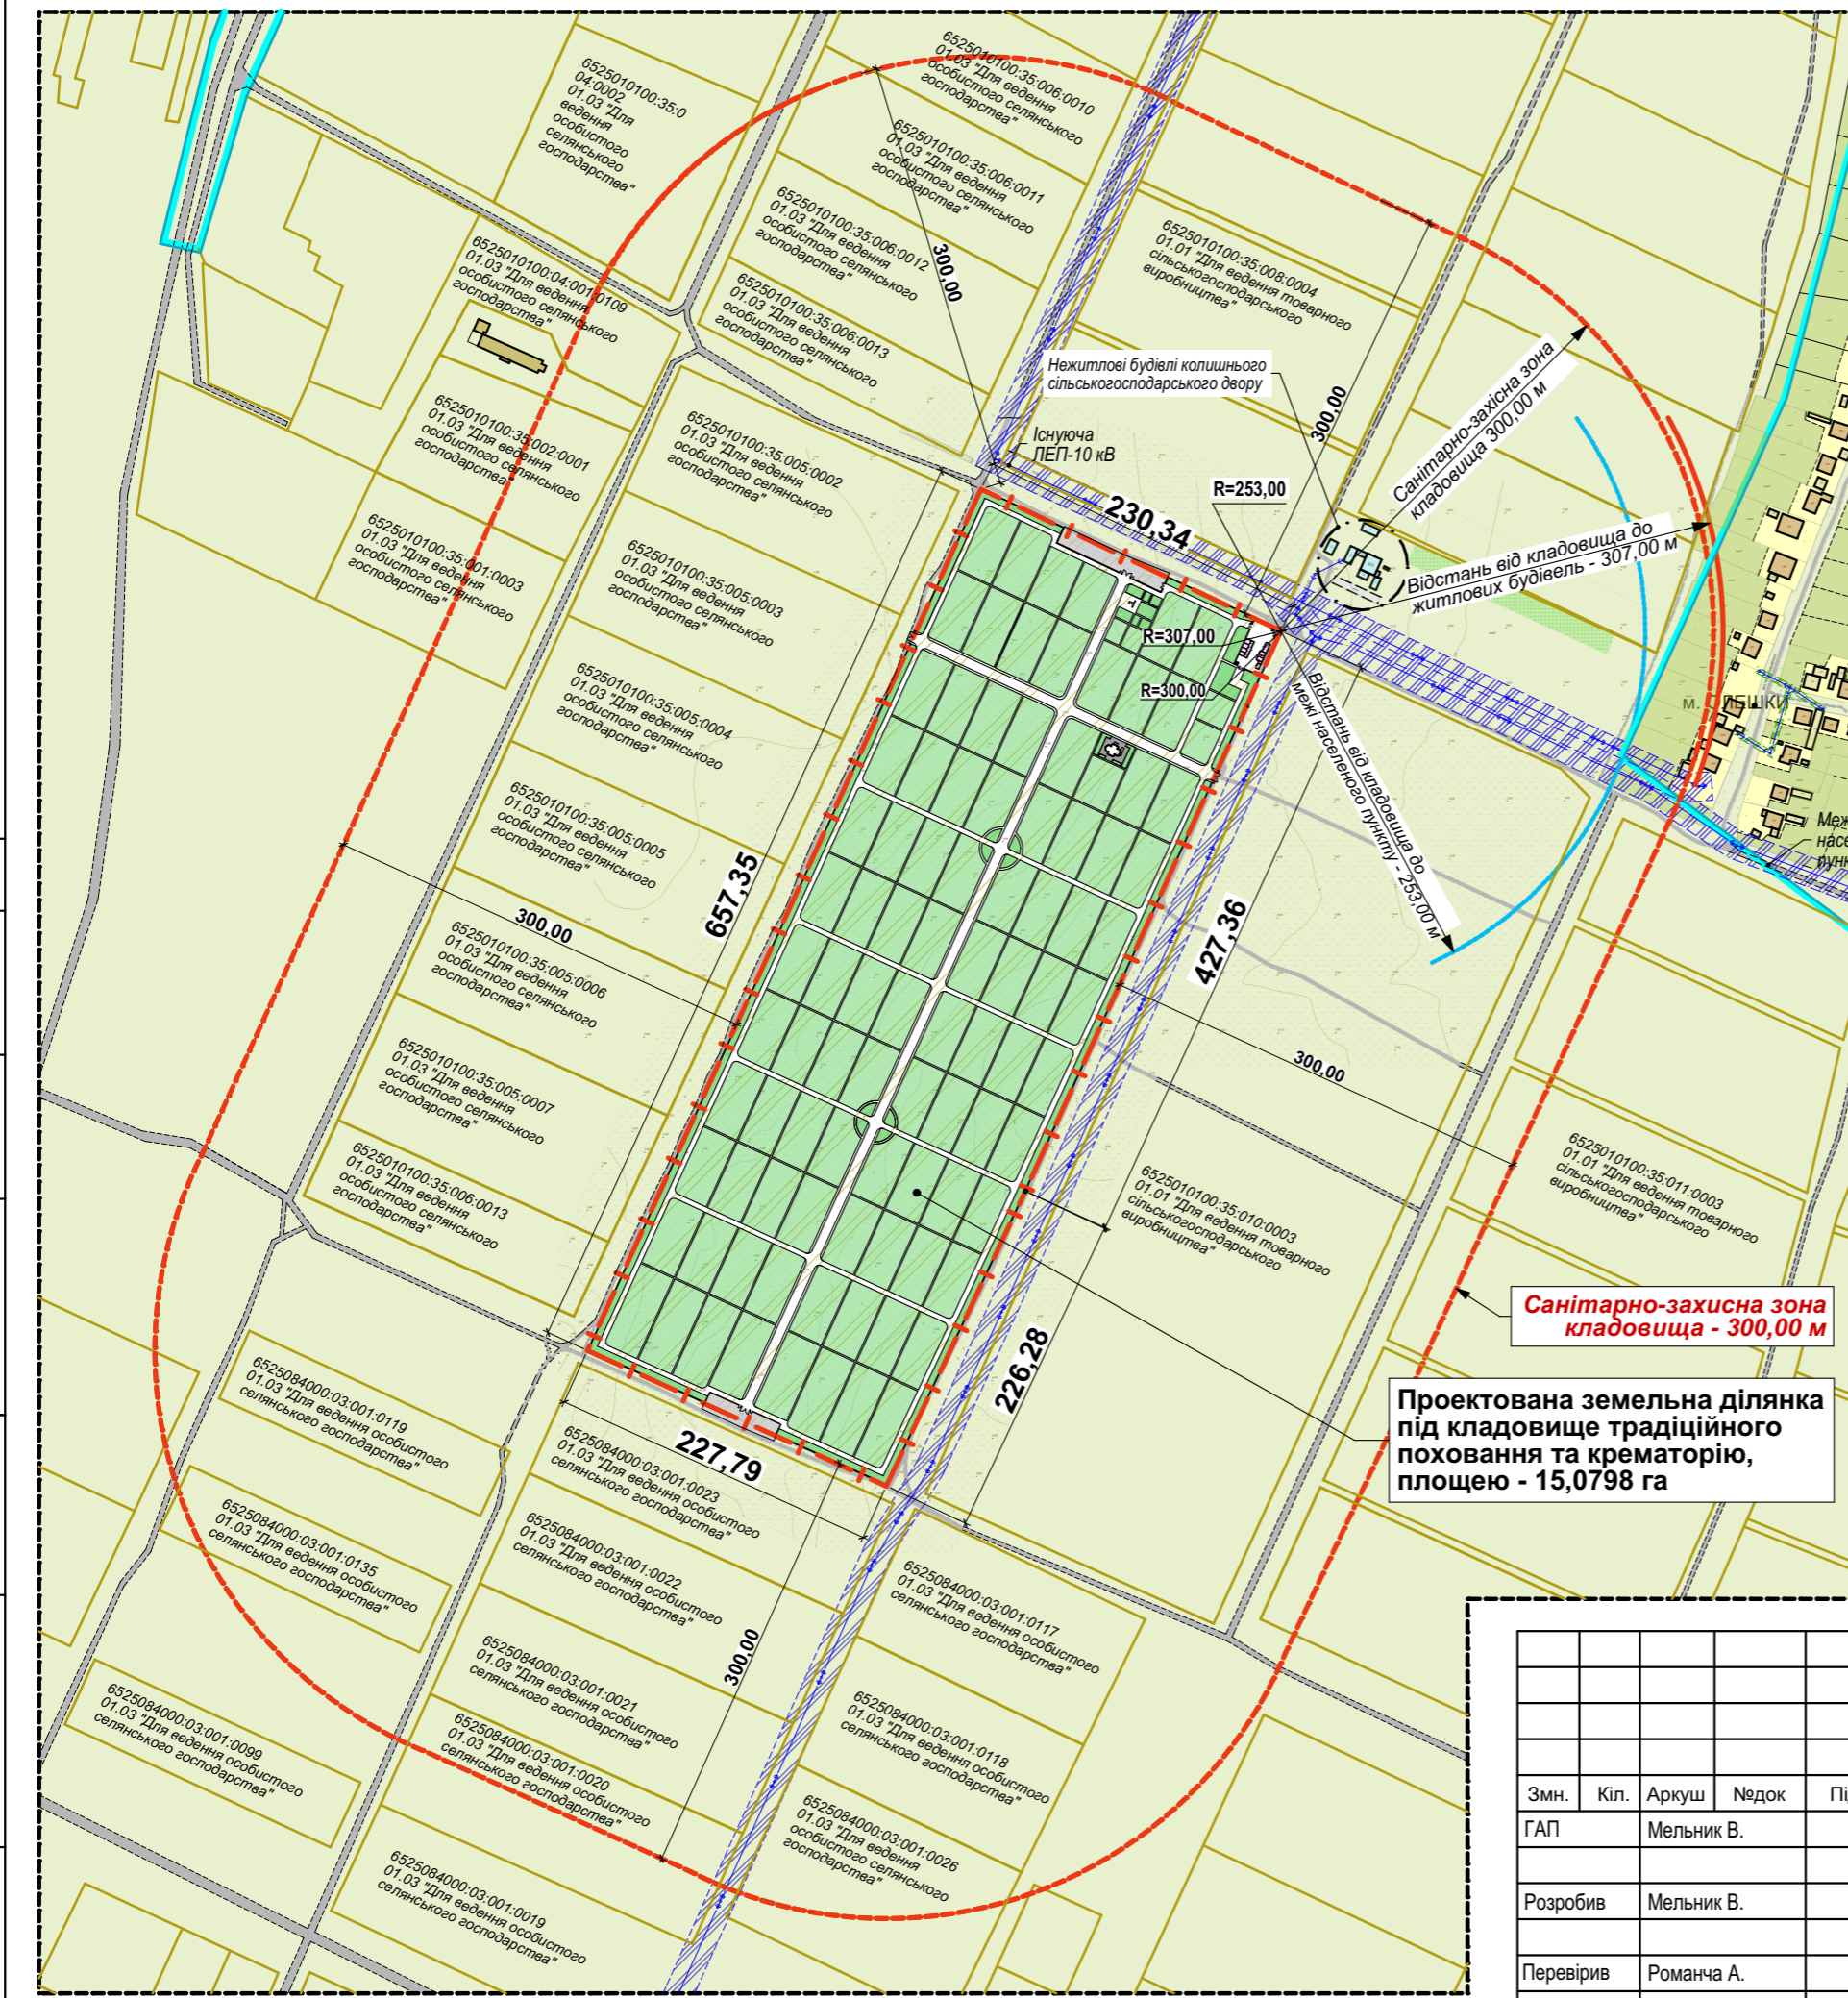 6525010100:35:0
04:0002
01.03 "Для
ведення
особистого
селянського
господарства"
6525010100:35:006:0010
01.03 "Для ведення
особистого селянського
господарства"
6525010100:35:006:0011
01.03 "Для ведення
особистого селянського
господарства"
6525010100:35:006:0012
01.03 "Для ведення
особистого селянського
господарства"
6525010100:35:006:0013
01.03 "Для ведення
особистого селянського
господарства"
6525010100:35:008:0004
01.01 "Для ведення товарного
сільськогосподарського
виробництва"
6525010100:04:001:0109
01.03 "Для ведення
особистого селянського
господарства"
300,00
300,00
Нежитлові будівлі колишнього
сільськогосподарського двору
Санітарно-захісна зона
кладовища 300,00 м
6525010100:35:002:0001
01.03 "Для ведення
особистого селянського
господарства"
6525010100:35:005:0002
01.03 "Для ведення
особистого селянського
господарства"
Існуюча
ЛЕП-10 кВ
R=253,00
230,34
Відстань від кладовища до
житлових будівель - 307,00 м
6525010100:35:001:0003
01.03 "Для ведення
особистого селянського
господарства"
6525010100:35:005:0003
01.03 "Для ведення
особистого селянського
господарства"
R=307,00
R=300,00
Відстань від кладовища до
межі населеного пункту - 253,00 м
6525010100:35:005:0004
01.03 "Для ведення
особистого селянського
господарства"
6525010100:35:005:0005
01.03 "Для ведення
особистого селянського
господарства"
657,35
300,00
427,36
6525010100:35:005:0006
01.03 "Для ведення
особистого селянського
господарства"
300,00
6525010100:35:005:0007
01.03 "Для ведення
особистого селянського
господарства"
6525010100:35:006:0013
01.03 "Для ведення
особистого селянського
господарства"
6525010100:35:010:0003
01.01 "Для ведення товарного
сільськогосподарського
виробництва"
6525010100:35:011:0003
01.01 "Для ведення товарного
сільськогосподарського
виробництва"
Санітарно-захисна зона
кладовища - 300,00 м
226,28
Проектована земельна ділянка
під кладовище традіційного
поховання та крематорію,
площею - 15,0798 га
227,79
6525084000:03:001:0119
01.03 "Для ведення особистого
селянського господарства"
6525084000:03:001:0023
01.03 "Для ведення особистого
селянського господарства"
6525084000:03:001:0135
01.03 "Для ведення особистого
селянського господарства"
6525084000:03:001:0022
01.03 "Для ведення особистого
селянського господарства"
6525084000:03:001:0117
01.03 "Для ведення особистого
селянського господарства"
300,00
6525084000:03:001:0021
01.03 "Для ведення особистого
селянського господарства"
6525084000:03:001:0099
01.03 "Для ведення особистого
селянського господарства"
6525084000:03:001:0020
01.03 "Для ведення особистого
селянського господарства"
6525084000:03:001:0118
01.03 "Для ведення особистого
селянського господарства"
6525084000:03:001:0026
01.03 "Для ведення
особистого селянського
господарства"
6525084000:03:001:0019
01.03 "Для ведення особистого
селянського господарства"
Змн. Кіл. Аркуш №док
ГАП Мельник В.
Розробив Мельник В.
Перевірив Романча А.